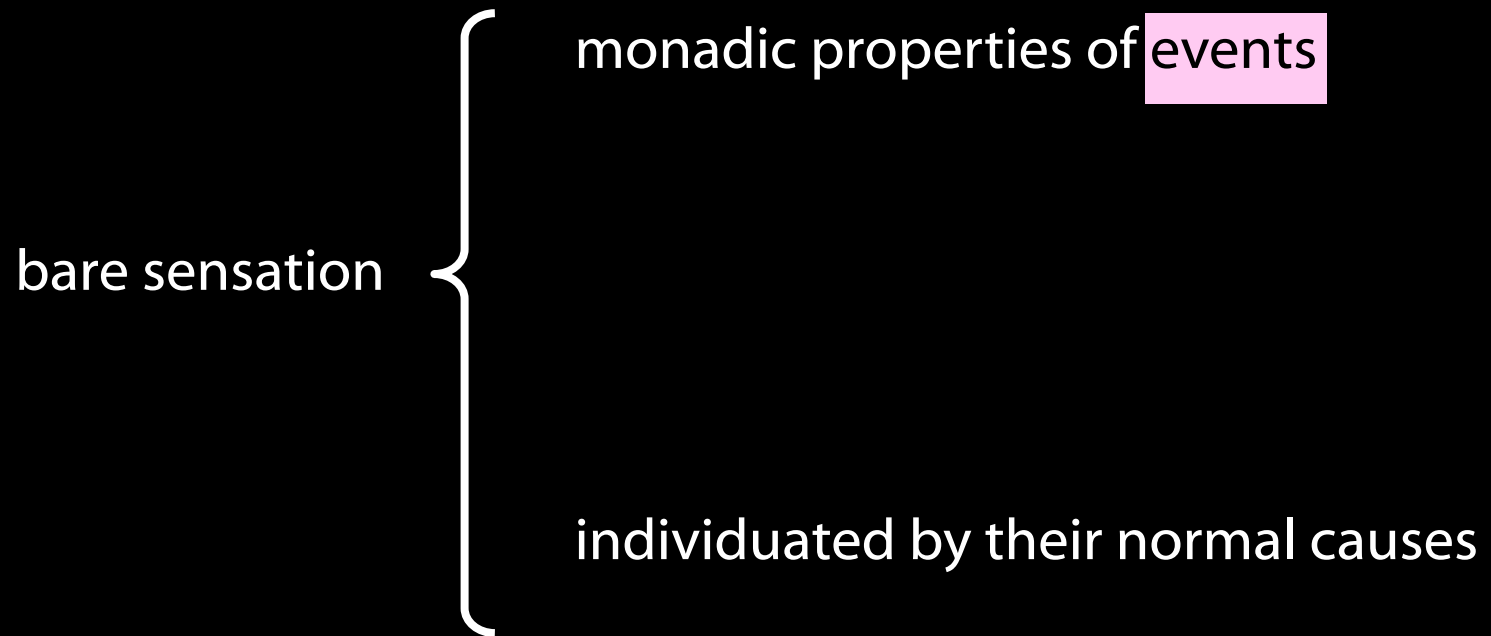 monadic properties of events
bare sensation
individuated by their normal causes